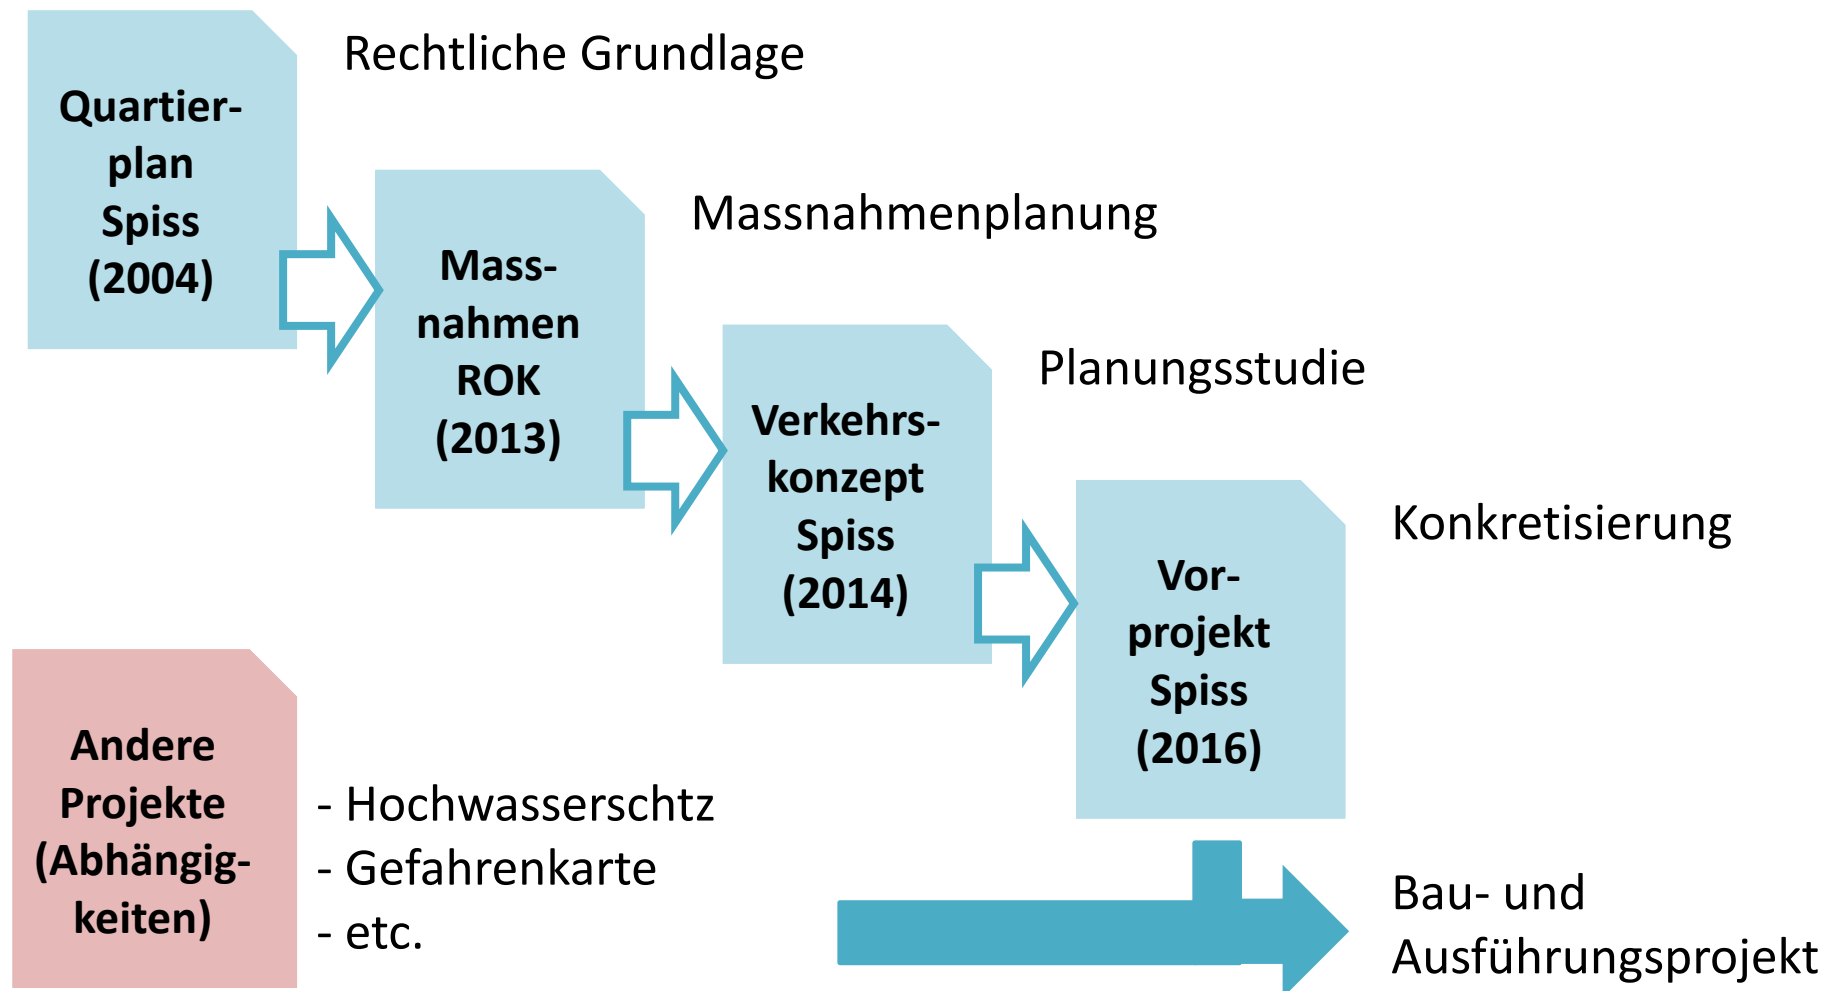 Rechtliche Grundlage
Quartier-
plan
Spiss
(2004)
Massnahmenplanung
Mass-
nahmen
ROK
(2013)
Planungsstudie
Verkehrs-
konzept
Spiss
(2014)
Konkretisierung
Vor-
projekt
Spiss
(2016)
Andere
Projekte
(Abhängig-
keiten)
- Hochwasserschtz
- Gefahrenkarte
- etc.
Bau- und
Ausführungsprojekt